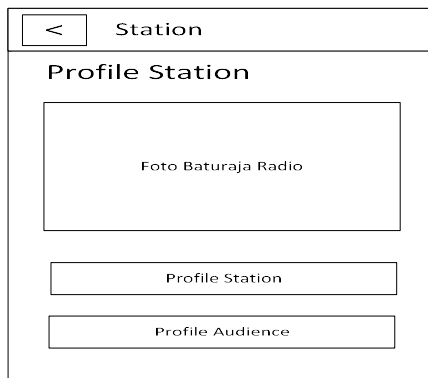 < Station
Profile Station
Foto Baturaja Radio
Profile Station
Profile Audience